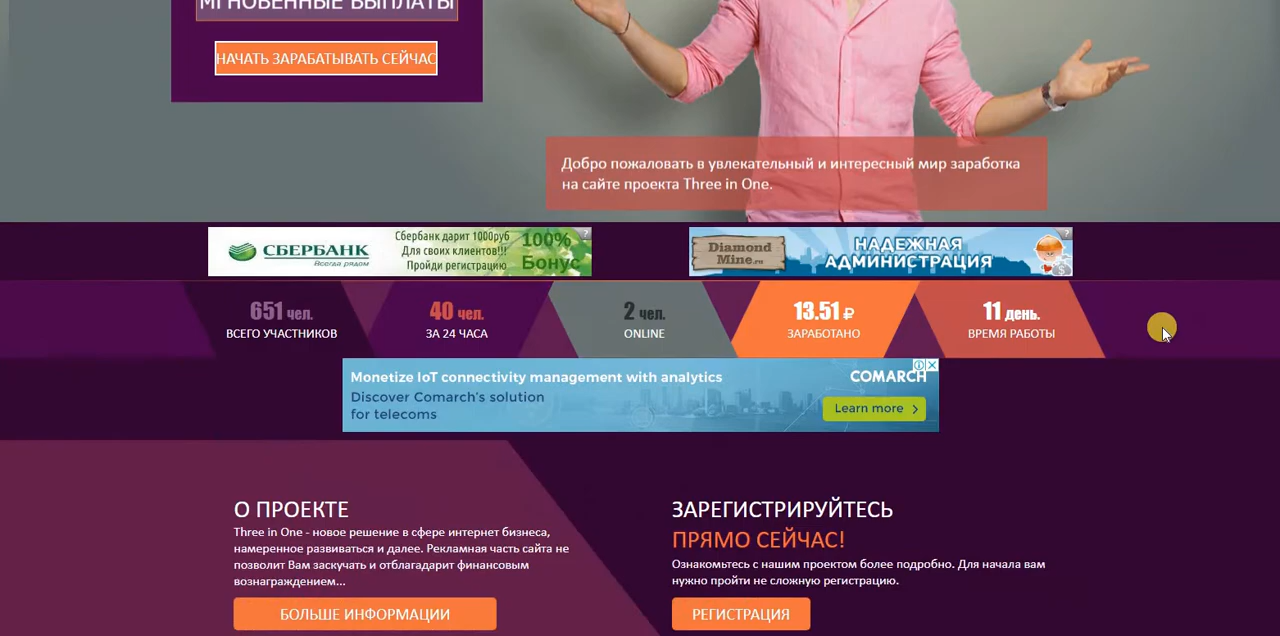 МГНОВЕННЫЕ ВЫПЛАТЫ
НАЧАТЬ ЗАРАБАТЫВАТЬ СЕЙЧАС
Добро пожаловать в увлекательный и интересный мир заработка
на сайте проекта Three in One.
СБЕРБАНК
Всегда рядом
Сбербанк дарит 1000руб
Для своих клиентов!!!
Пройди регистрацию
100%
Бонус
?
Diamond
Mine.ru
НАДЕЖНАЯ
АДМИНИСТРАЦИЯ
?
651 чел.
ВСЕГО УЧАСТНИКОВ
40 чел.
ЗА 24 ЧАСА
2 чел.
ONLINE
13.51 ₽
ЗАРАБОТАНО
11 день.
ВРЕМЯ РАБОТЫ
Monetize IoT connectivity management with analytics
Discover Comarch's solution
for telecoms
COMARCH
Learn more
О ПРОЕКТЕ
Three in One - новое решение в сфере интернет бизнеса,
намеренное развиваться и далее. Рекламная часть сайта не
позволит Вам заскучать и отблагадарит финансовым
вознаграждением...
БОЛЬШЕ ИНФОРМАЦИИ
ЗАРЕГИСТРИРУЙТЕСЬ
ПРЯМО СЕЙЧАС!
Ознакомьтесь с нашим проектом более подробно. Для начала вам
нужно пройти не сложную регистрацию.
РЕГИСТРАЦИЯ